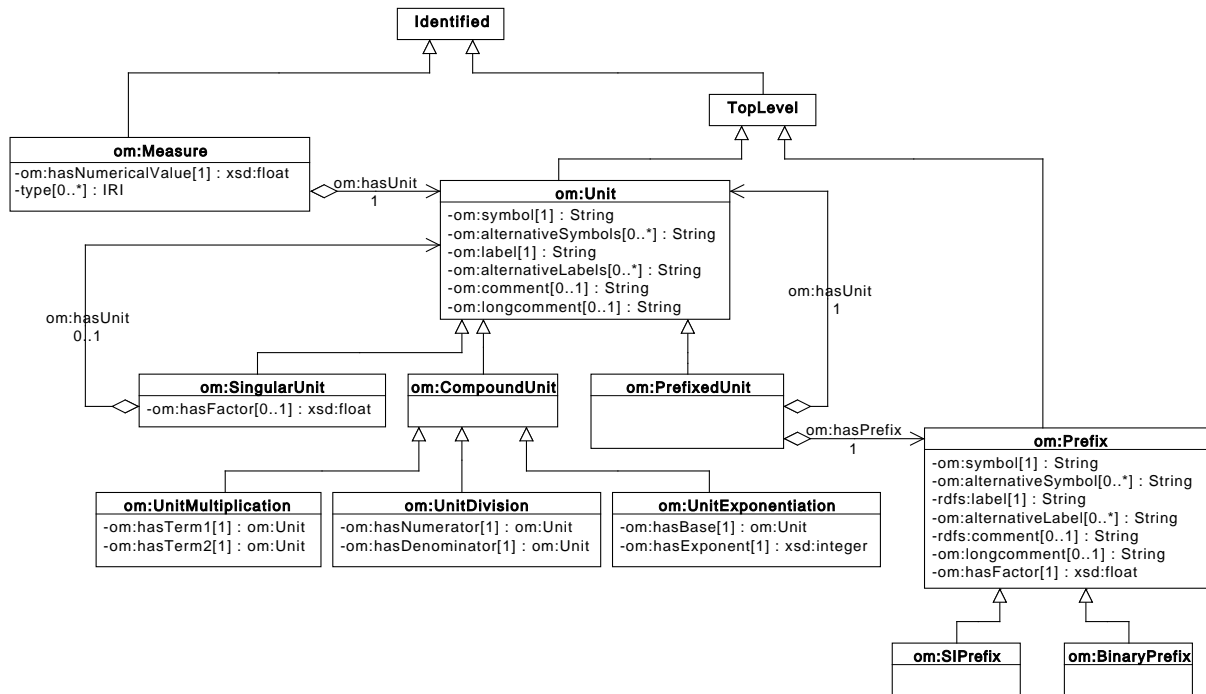 Identified
TopLevel
om:Measure
-om:hasNumericalValue[1] : xsd:float
-type[0..*] : IRI
om:hasUnit
1
om:Unit
-om:symbol[1] : String
-om:alternativeSymbols[0..*] : String
-om:label[1] : String
-om:alternativeLabels[0..*] : String
-om:comment[0..1] : String
-om:longcomment[0..1] : String
om:hasUnit
0..1
om:hasUnit
1
om:SingularUnit
-om:hasFactor[0..1] : xsd:float
om:CompoundUnit
om:PrefixedUnit
om:hasPrefix
1
om:Prefix
-om:symbol[1] : String
-om:alternativeSymbol[0..*] : String
-rdfs:label[1] : String
-om:alternativeLabel[0..*] : String
-rdfs:comment[0..1] : String
-om:longcomment[0..1] : String
-om:hasFactor[1] : xsd:float
om:UnitMultiplication
-om:hasTerm1[1] : om:Unit
-om:hasTerm2[1] : om:Unit
om:UnitDivision
-om:hasNumerator[1] : om:Unit
-om:hasDenominator[1] : om:Unit
om:UnitExponentiation
-om:hasBase[1] : om:Unit
-om:hasExponent[1] : xsd:integer
om:SIPrefix
om:BinaryPrefix